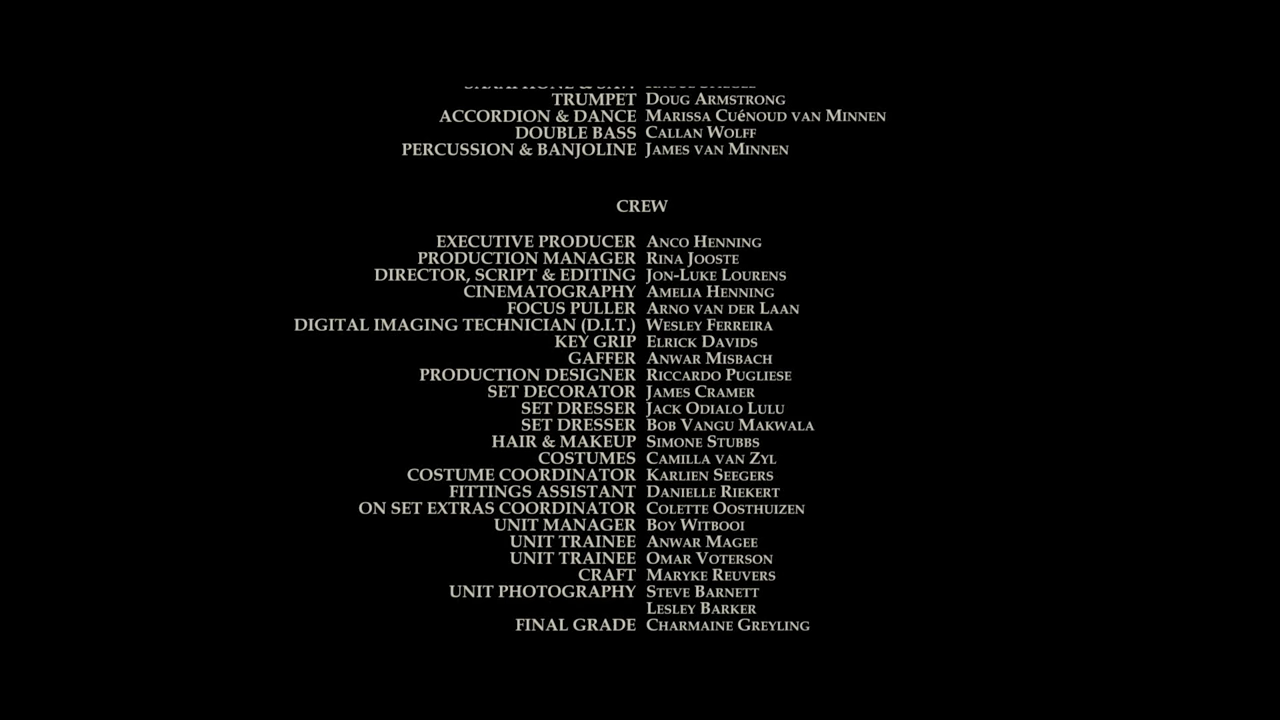 TRUMPET Doug Armstrong
ACCORDION & DANCE Marissa Cuénoud van Minnen
DOUBLE BASS Callan Wolff
PERCUSSION & BANJOLINE James van Minnen
CREW
EXECUTIVE PRODUCER Anco Henning
PRODUCTION MANAGER Rina Jooste
DIRECTOR, SCRIPT & EDITING Jon-Luke Lourens
CINEMATOGRAPHY Amelia Henning
FOCUS PULLER Arno van der Laan
DIGITAL IMAGING TECHNICIAN (D.I.T.) Wesley Ferreira
KEY GRIP Elrick Davids
GAFFER Anwar Misbach
PRODUCTION DESIGNER Riccardo Pugliese
SET DECORATOR James Cramer
SET DRESSER Jack Odialo Lulu
SET DRESSER Bob Vangu Makwala
HAIR & MAKEUP Simone Stubbs
COSTUMES Camilla van Zyl
COSTUME COORDINATOR Karlien Seegers
FITTINGS ASSISTANT Danielle Riekert
ON SET EXTRAS COORDINATOR Colette Oosthuizen
UNIT MANAGER Boy Witbooi
UNIT TRAINEE Anwar Magee
UNIT TRAINEE Omar Voterson
CRAFT Maryke Reuvers
UNIT PHOTOGRAPHY Steve Barnett
Lesley Barker
FINAL GRADE Charmaine Greyling